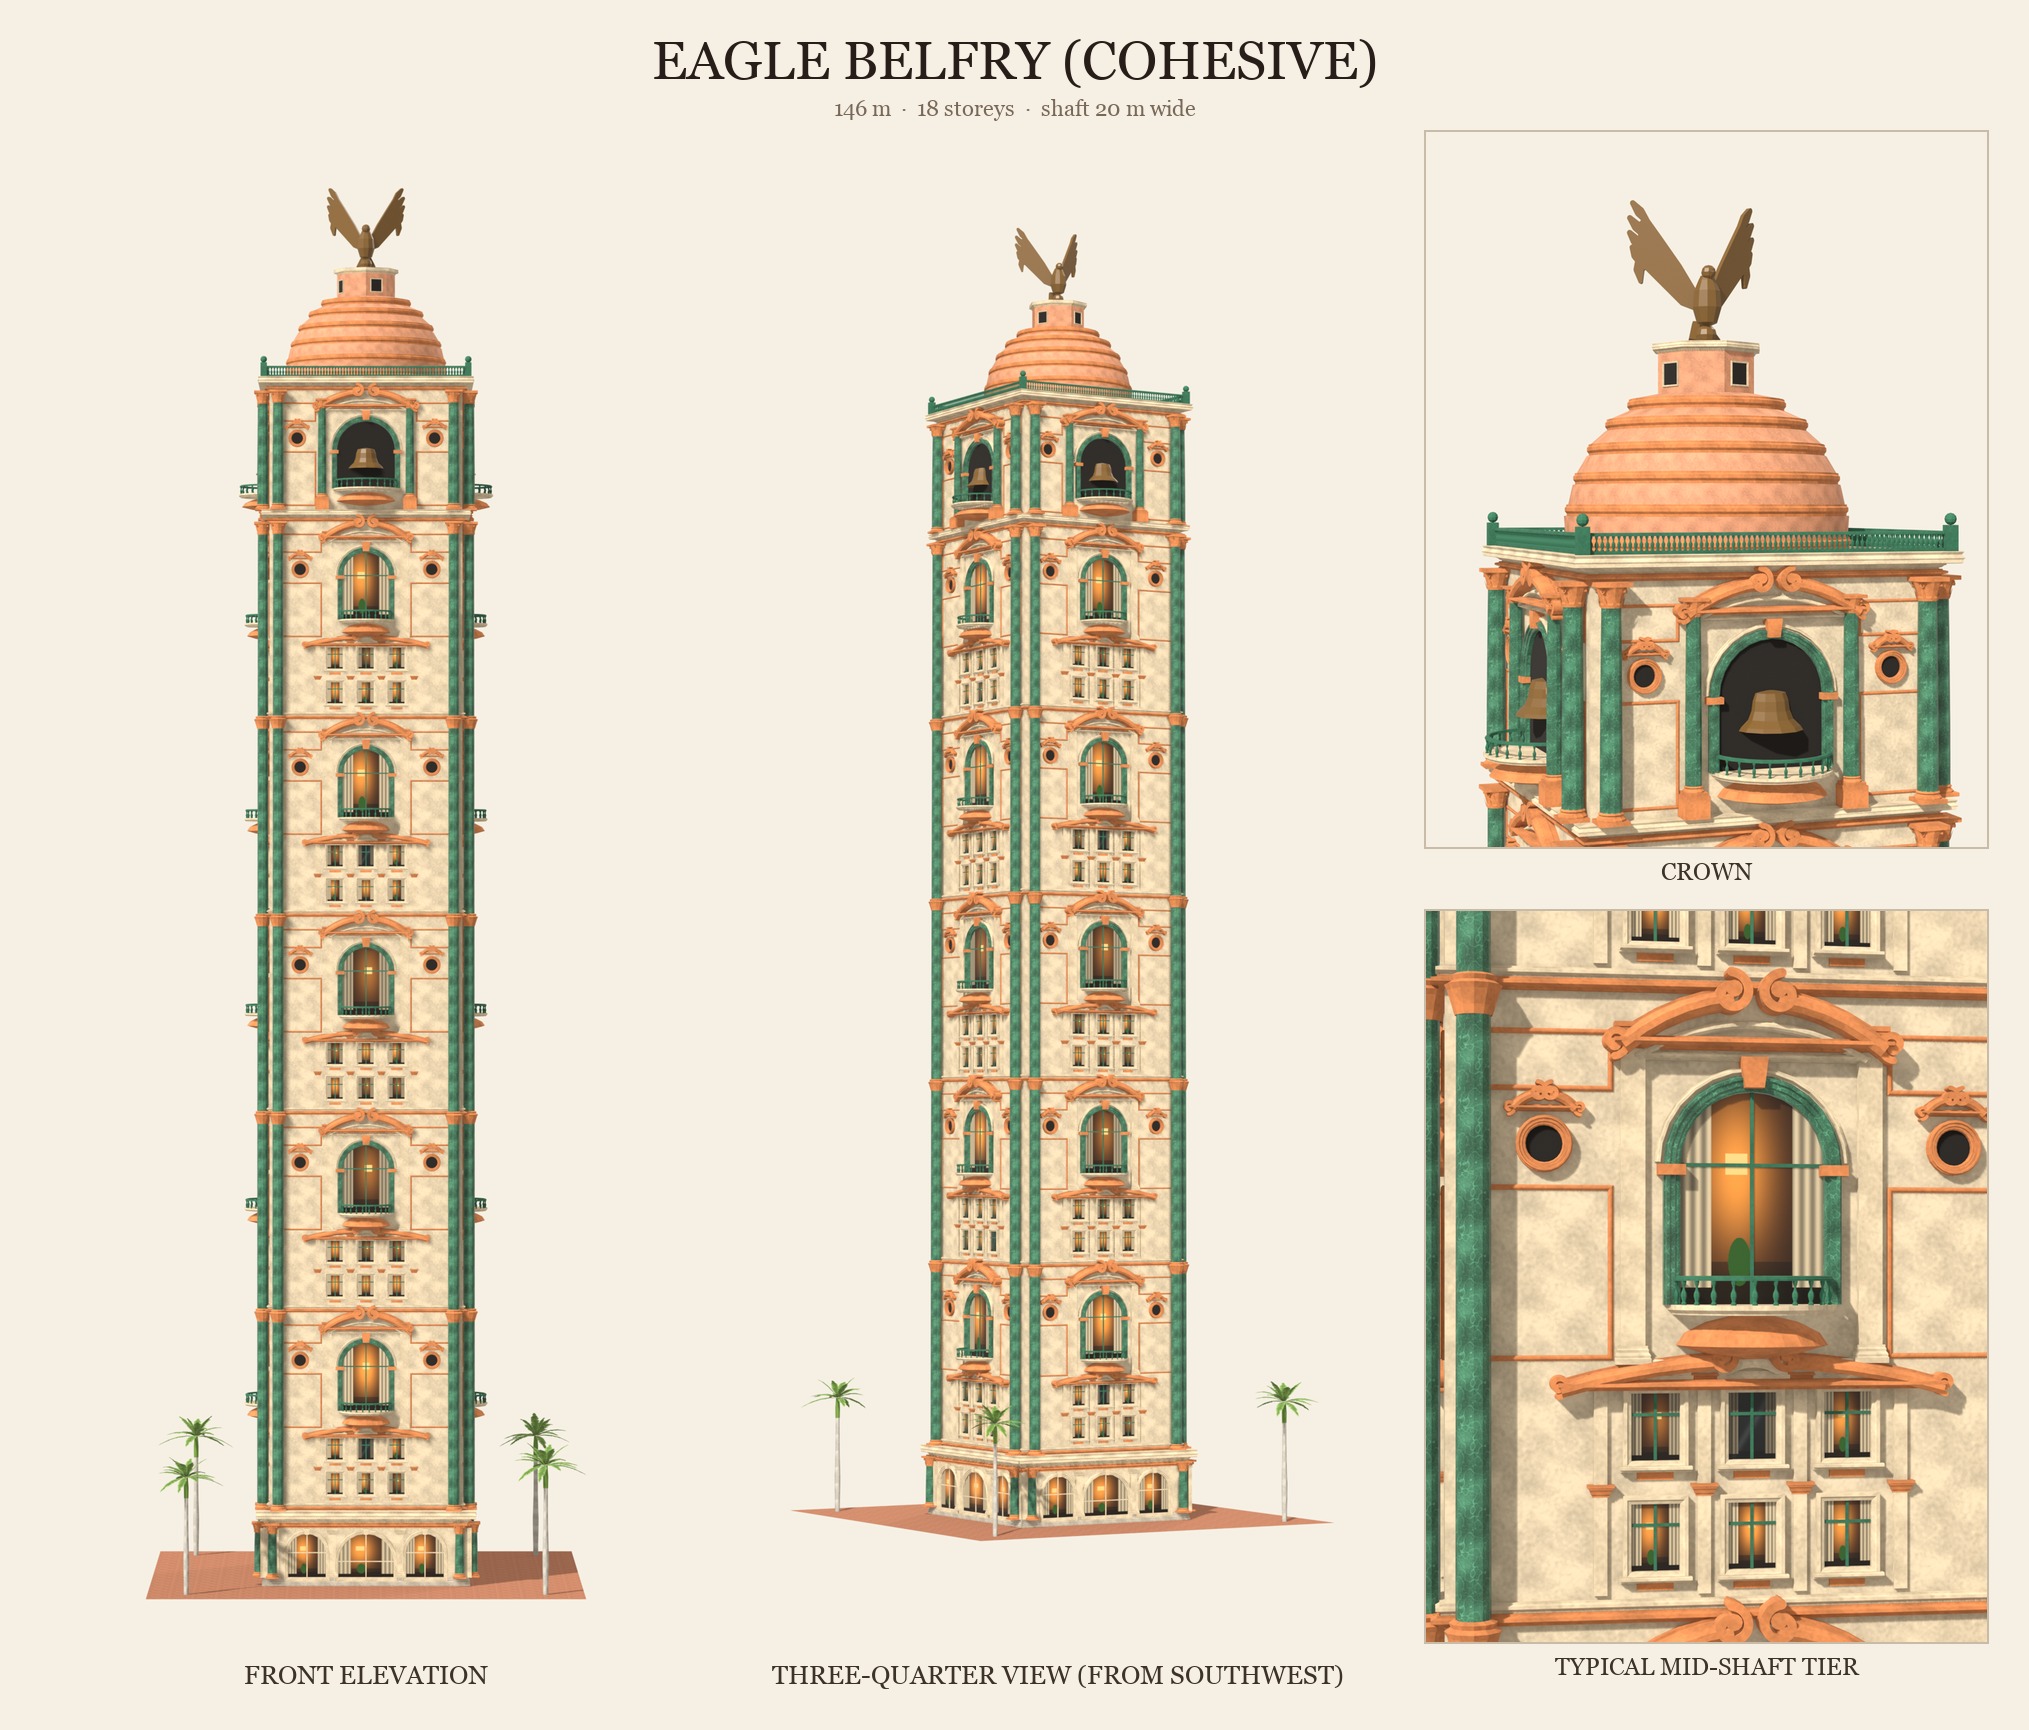 EAGLE BELFRY (COHESIVE)
146 m · 18 storeys · shaft 20 m wide
CROWN
FRONT ELEVATION
THREE-QUARTER VIEW (FROM SOUTHWEST)
TYPICAL MID-SHAFT TIER